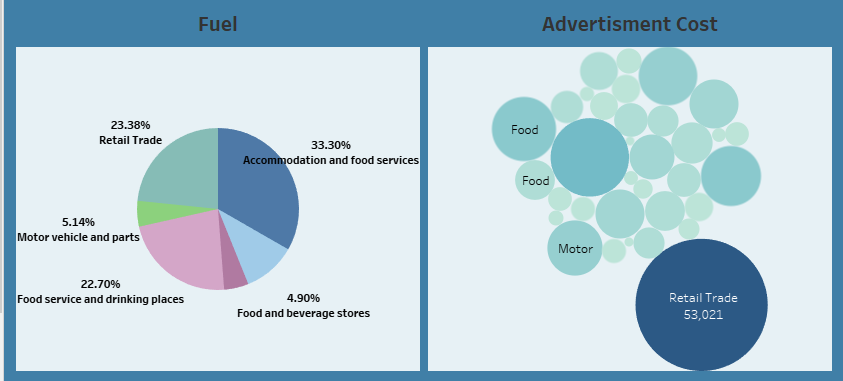 Fuel
23.38%
Retail Trade
33.30%
Accommodation and food services
5.14%
Motor vehicle and parts
22.70%
Food service and drinking places
4.90%
Food and beverage stores
Advertisment Cost
Food
Food
Motor
Retail Trade
53,021